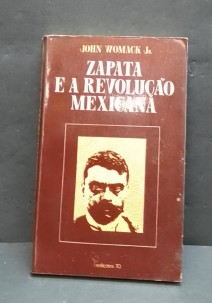 JOHN WOMACK Jr.
ZAPATA
E A REVOLUÇÃO
MEXICANA
edições 70